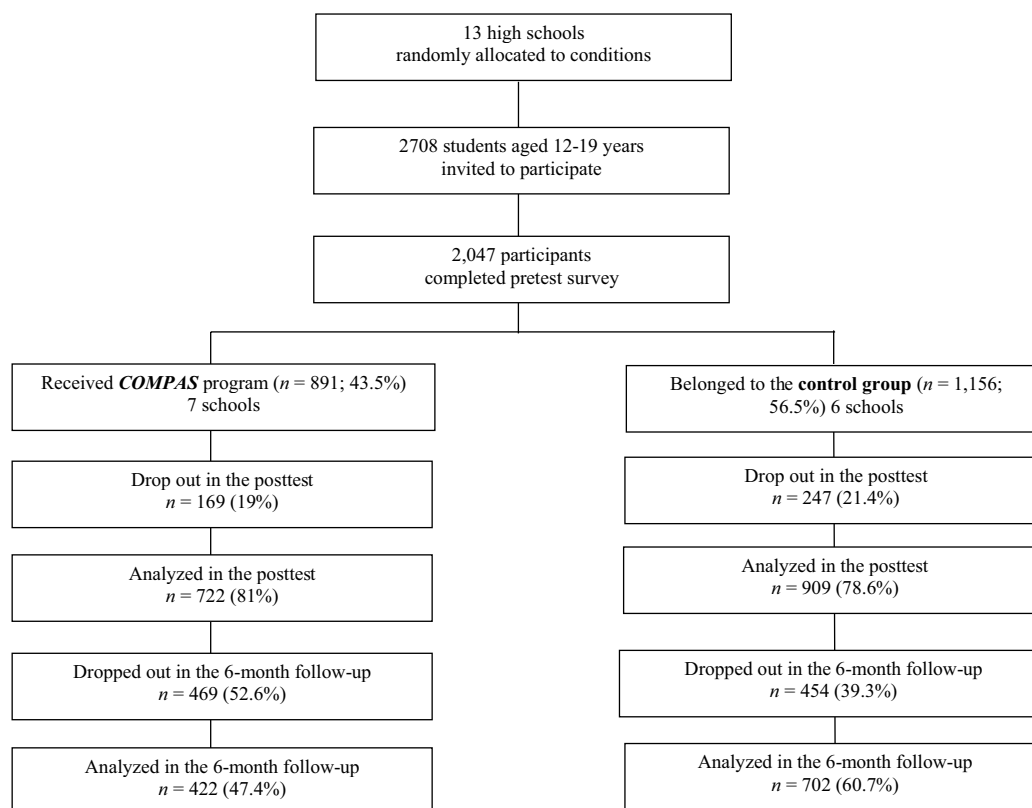 13 high schools
randomly allocated to conditions
2708 students aged 12-19 years
invited to participate
2,047 participants
completed pretest survey
Received COMPAS program (n = 891; 43.5%)
7 schools
Belonged to the control group (n = 1,156;
56.5%) 6 schools
Drop out in the posttest
n = 169 (19%)
Drop out in the posttest
n = 247 (21.4%)
Analyzed in the posttest
n = 722 (81%)
Analyzed in the posttest
n = 909 (78.6%)
Dropped out in the 6-month follow-up
n = 469 (52.6%)
Dropped out in the 6-month follow-up
n = 454 (39.3%)
Analyzed in the 6-month follow-up
n = 422 (47.4%)
Analyzed in the 6-month follow-up
n = 702 (60.7%)